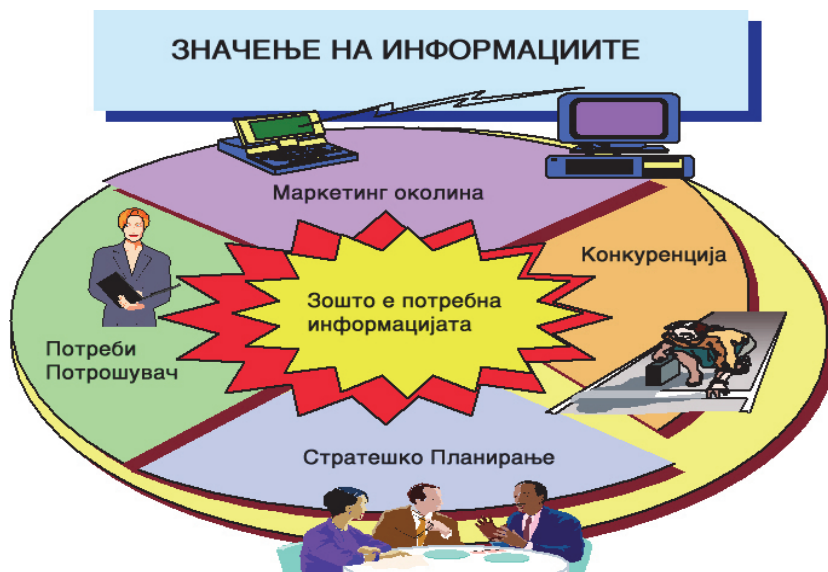 ЗНАЧЕЊЕ НА ИНФОРМАЦИИТЕ
Маркетинг околина
Конкуренција
Зошто е потребна
информацијата
Потреби
Потрошувач
Стратешко Планирање